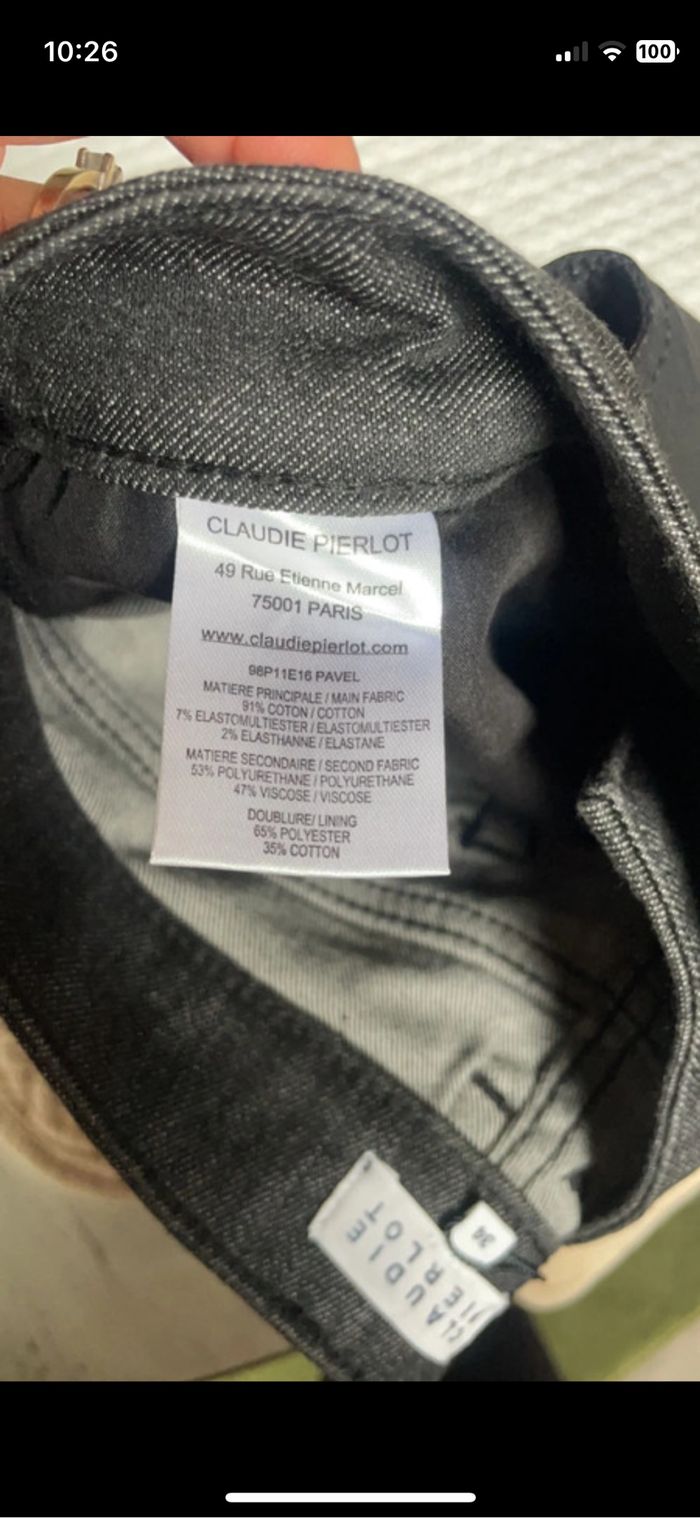 10:26
100
CLAUDIE PIERLOT
49 Rue Etienne Marcel
75001 PARIS
www.claudiepierlot.com
98P11E16 PAVEL
MATIERE PRINCIPALE / MAIN FABRIC
91% COTON / COTTON
7% ELASTOMULTIESTER / ELASTOMULTIESTER
2% ELASTHANNE / ELASTANE
MATIERE SECONDAIRE / SECOND FABRIC
53% POLYURETHANE / POLYURETHANE
47% VISCOSE / VISCOSE
DOUBLURE/ LINING
65% POLYESTER
35% COTTON
CLAUDIE
PIERLOT